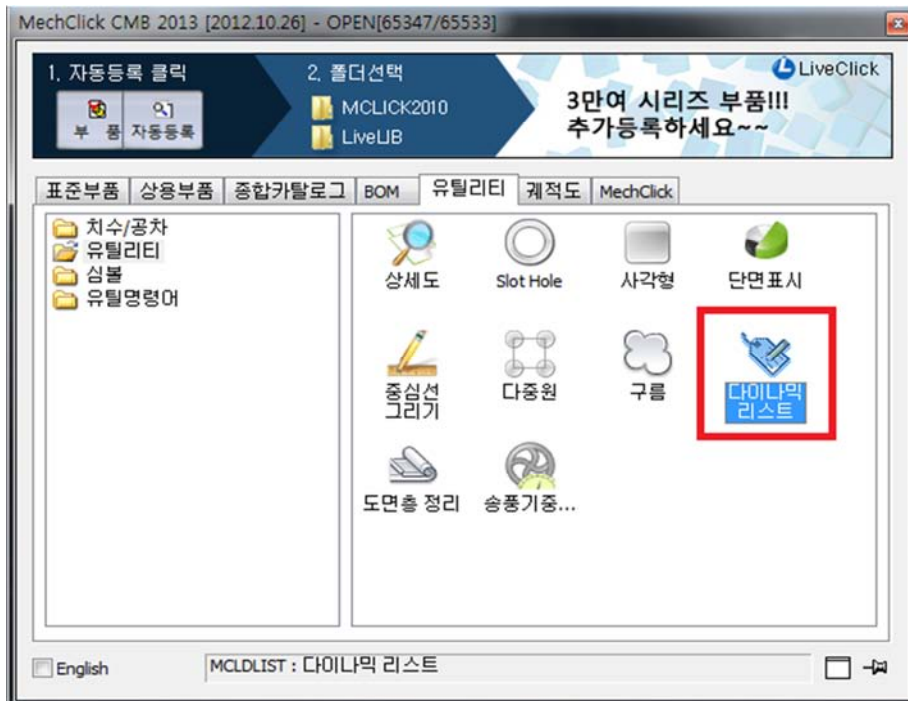 MechClick CMB 2013 [2012.10.26] - OPEN[65347/65533]
1. 자동등록 클릭
2. 폴더선택
LiveClick
부 품
자동등록
MCLICK2010
LiveLIB
3만여 시리즈 부품!!!
추가등록하세요~~
표준부품
상용부품
종합카탈로그
BOM
유틸리티
궤적도
MechClick
치수/공차
유틸리티
심볼
유틸명령어
상세도
Slot Hole
사각형
단면표시
중심선
그리기
다중원
구름
다이나믹
리스트
도면층 정리
송풍기중...
English
MCLDLIST : 다이나믹 리스트